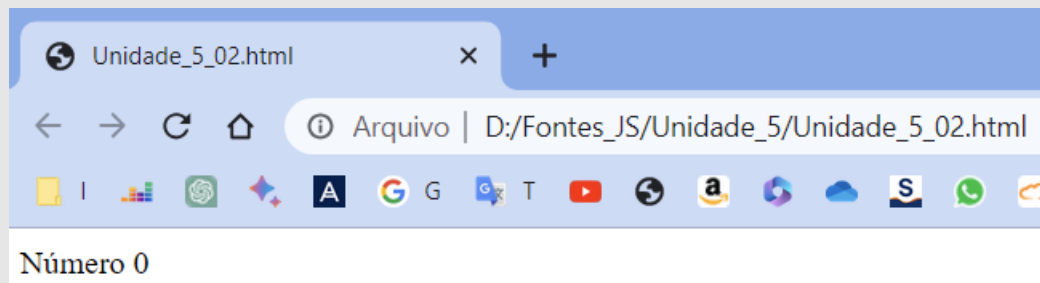 Unidade_5_02.html
Arquivo | D:/Fontes_JS/Unidade_5/Unidade_5_02.html
I A G G T a S
Número 0